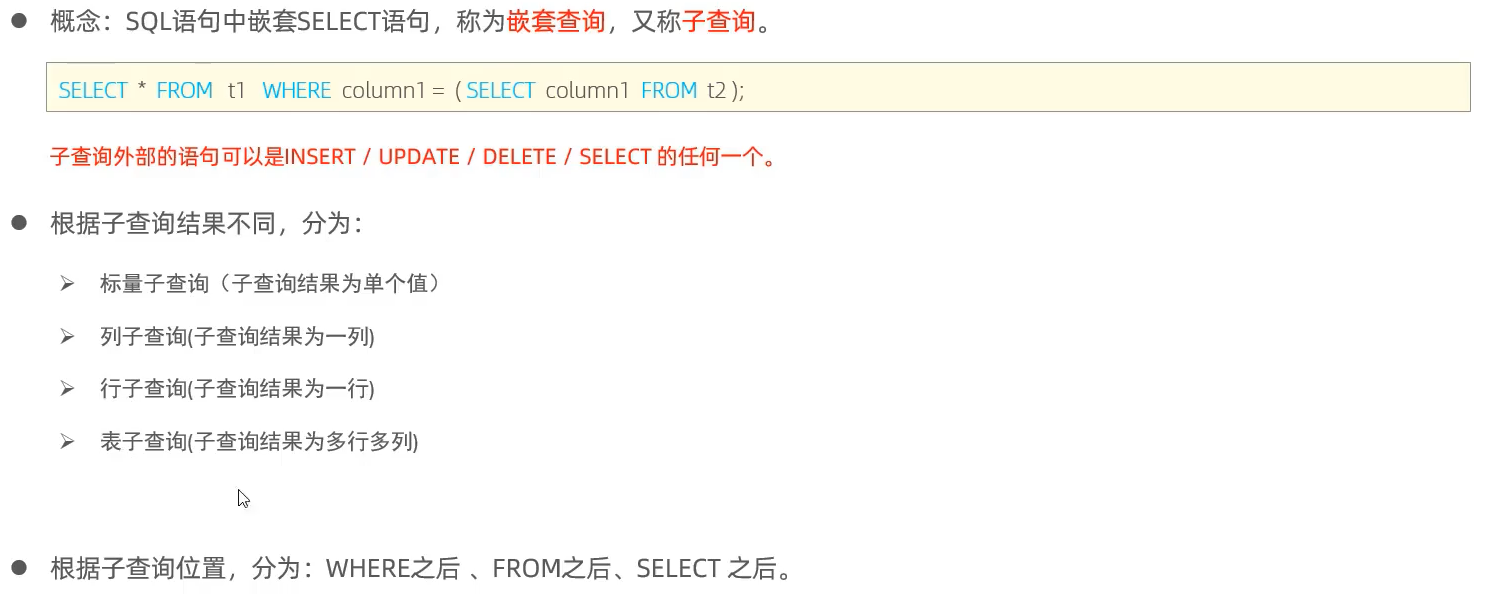 概念：SQL语句中嵌套SELECT语句，称为嵌套查询，又称子查询。
SELECT * FROM t1 WHERE column1 = ( SELECT column1 FROM t2 );
子查询外部的语句可以是INSERT / UPDATE / DELETE / SELECT 的任何一个。
根据子查询结果不同，分为：
标量子查询（子查询结果为单个值）
列子查询(子查询结果为一列)
行子查询(子查询结果为一行)
表子查询(子查询结果为多行多列)
根据子查询位置，分为：WHERE之后 、FROM之后、SELECT 之后。